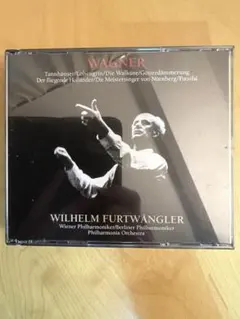 WAGNER
Tannhäuser/Lohengrin/Die Walküre/Götterdämmerung
Der fliegende Holländer/Die Meistersinger von Nürnberg/Parsifal
WILHELM FURTWÄNGLER
Wiener Philharmoniker/Berliner Philharmoniker
Philharmonia Orchestra